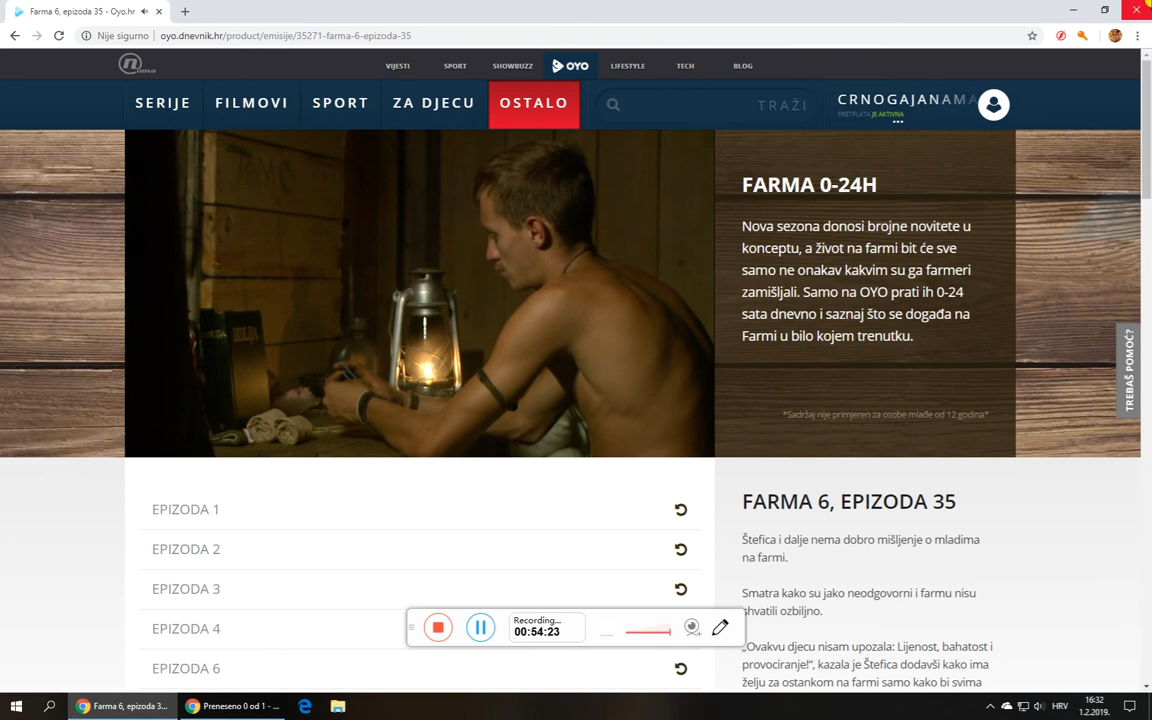 Farma 6, epizoda 35 - Oyo.hr
Nije sigurno
oyo.dnevnik.hr/product/emisije/35271-farma-6-epizoda-35
nova
VIJESTI
SPORT
SHOWBUZZ
OYO
LIFESTYLE
TECH
BLOG
SERIJE
FILMOVI
SPORT
ZA DJECU
OSTALO
TRAŽI
CRNOGAJANAMA
PRETPLATA JE AKTIVNA
FARMA 0-24H
Nova sezona donosi brojne novitete u
konceptu, a život na farmi bit će sve
samo ne onakav kakvim su ga farmeri
zamišljali. Samo na OYO prati ih 0-24
sata dnevno i saznaj što se događa na
Farmi u bilo kojem trenutku.
*Sadržaj nije primjeren za osobe mlađe od 12 godina*
TREBAŠ POMOĆ?
EPIZODA 1
EPIZODA 2
EPIZODA 3
EPIZODA 4
EPIZODA 6
FARMA 6, EPIZODA 35
Štefica i dalje nema dobro mišljenje o mladima
na farmi.
Smatra kako su jako neodgovorni i farmu nisu
shvatili ozbiljno.
„Ovakvu djecu nisam upozala: Lijenost, bahatost i
provociranje!“, kazala je Štefica dodavši kako ima
želju za ostankom na farmi samo kako bi svima
Recording...
00:54:23
Farma 6, epizoda 3...
Preneseno 0 od 1 - ...
HRV
16:32
1.2.2019.